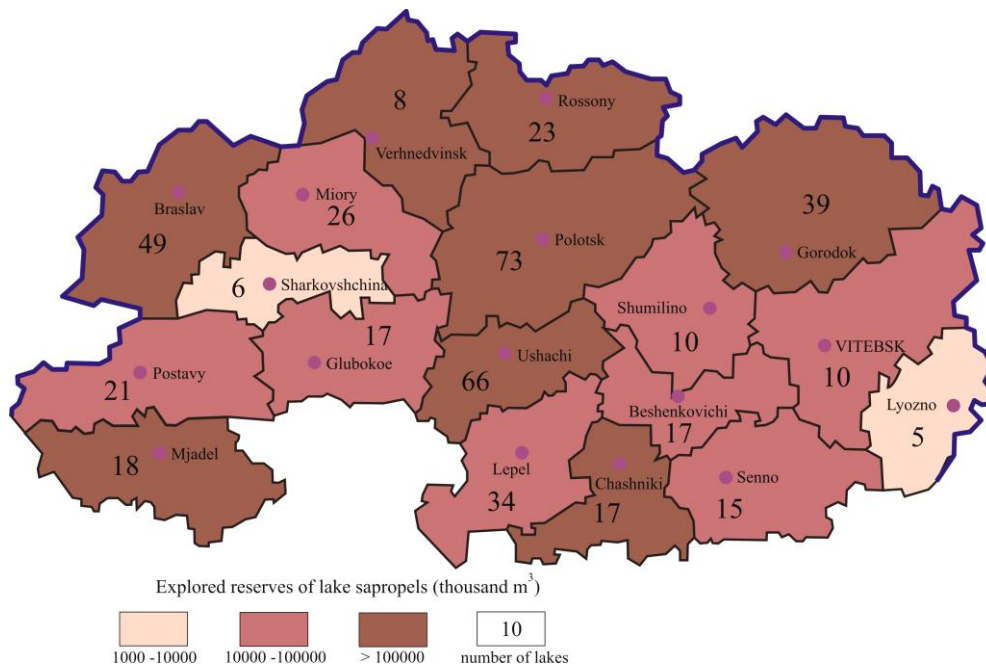 8
Rossony
23
Verhnedvinsk
Braslav
49
Miory
26
39
Gorodok
Polotsk
73
6
Sharkovshchina
Shumilino
10
17
Glubokoe
Ushachi
66
VITEBSK
10
Postavy
21
Lyozno
5
Beshenkovichi
17
18
Mjadel
Lepel
34
Chashniki
17
Senno
15
Explored reserves of lake sapropels (thousand m³)
10
1000 -10000
10000 -100000
> 100000
number of lakes